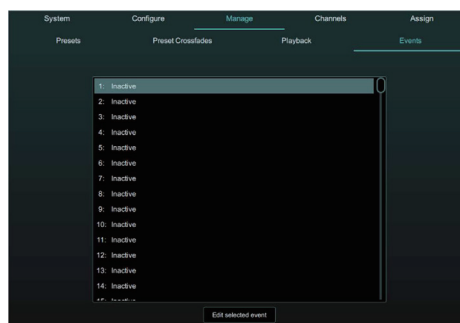 System Configure Manage Channels Assign
Presets Preset Crossfades Playback Events
1: Inactive
2: Inactive
3: Inactive
4: Inactive
5: Inactive
6: Inactive
7: Inactive
8: Inactive
9: Inactive
10: Inactive
11: Inactive
12: Inactive
13: Inactive
14: Inactive
15: Inactive
Edit selected event